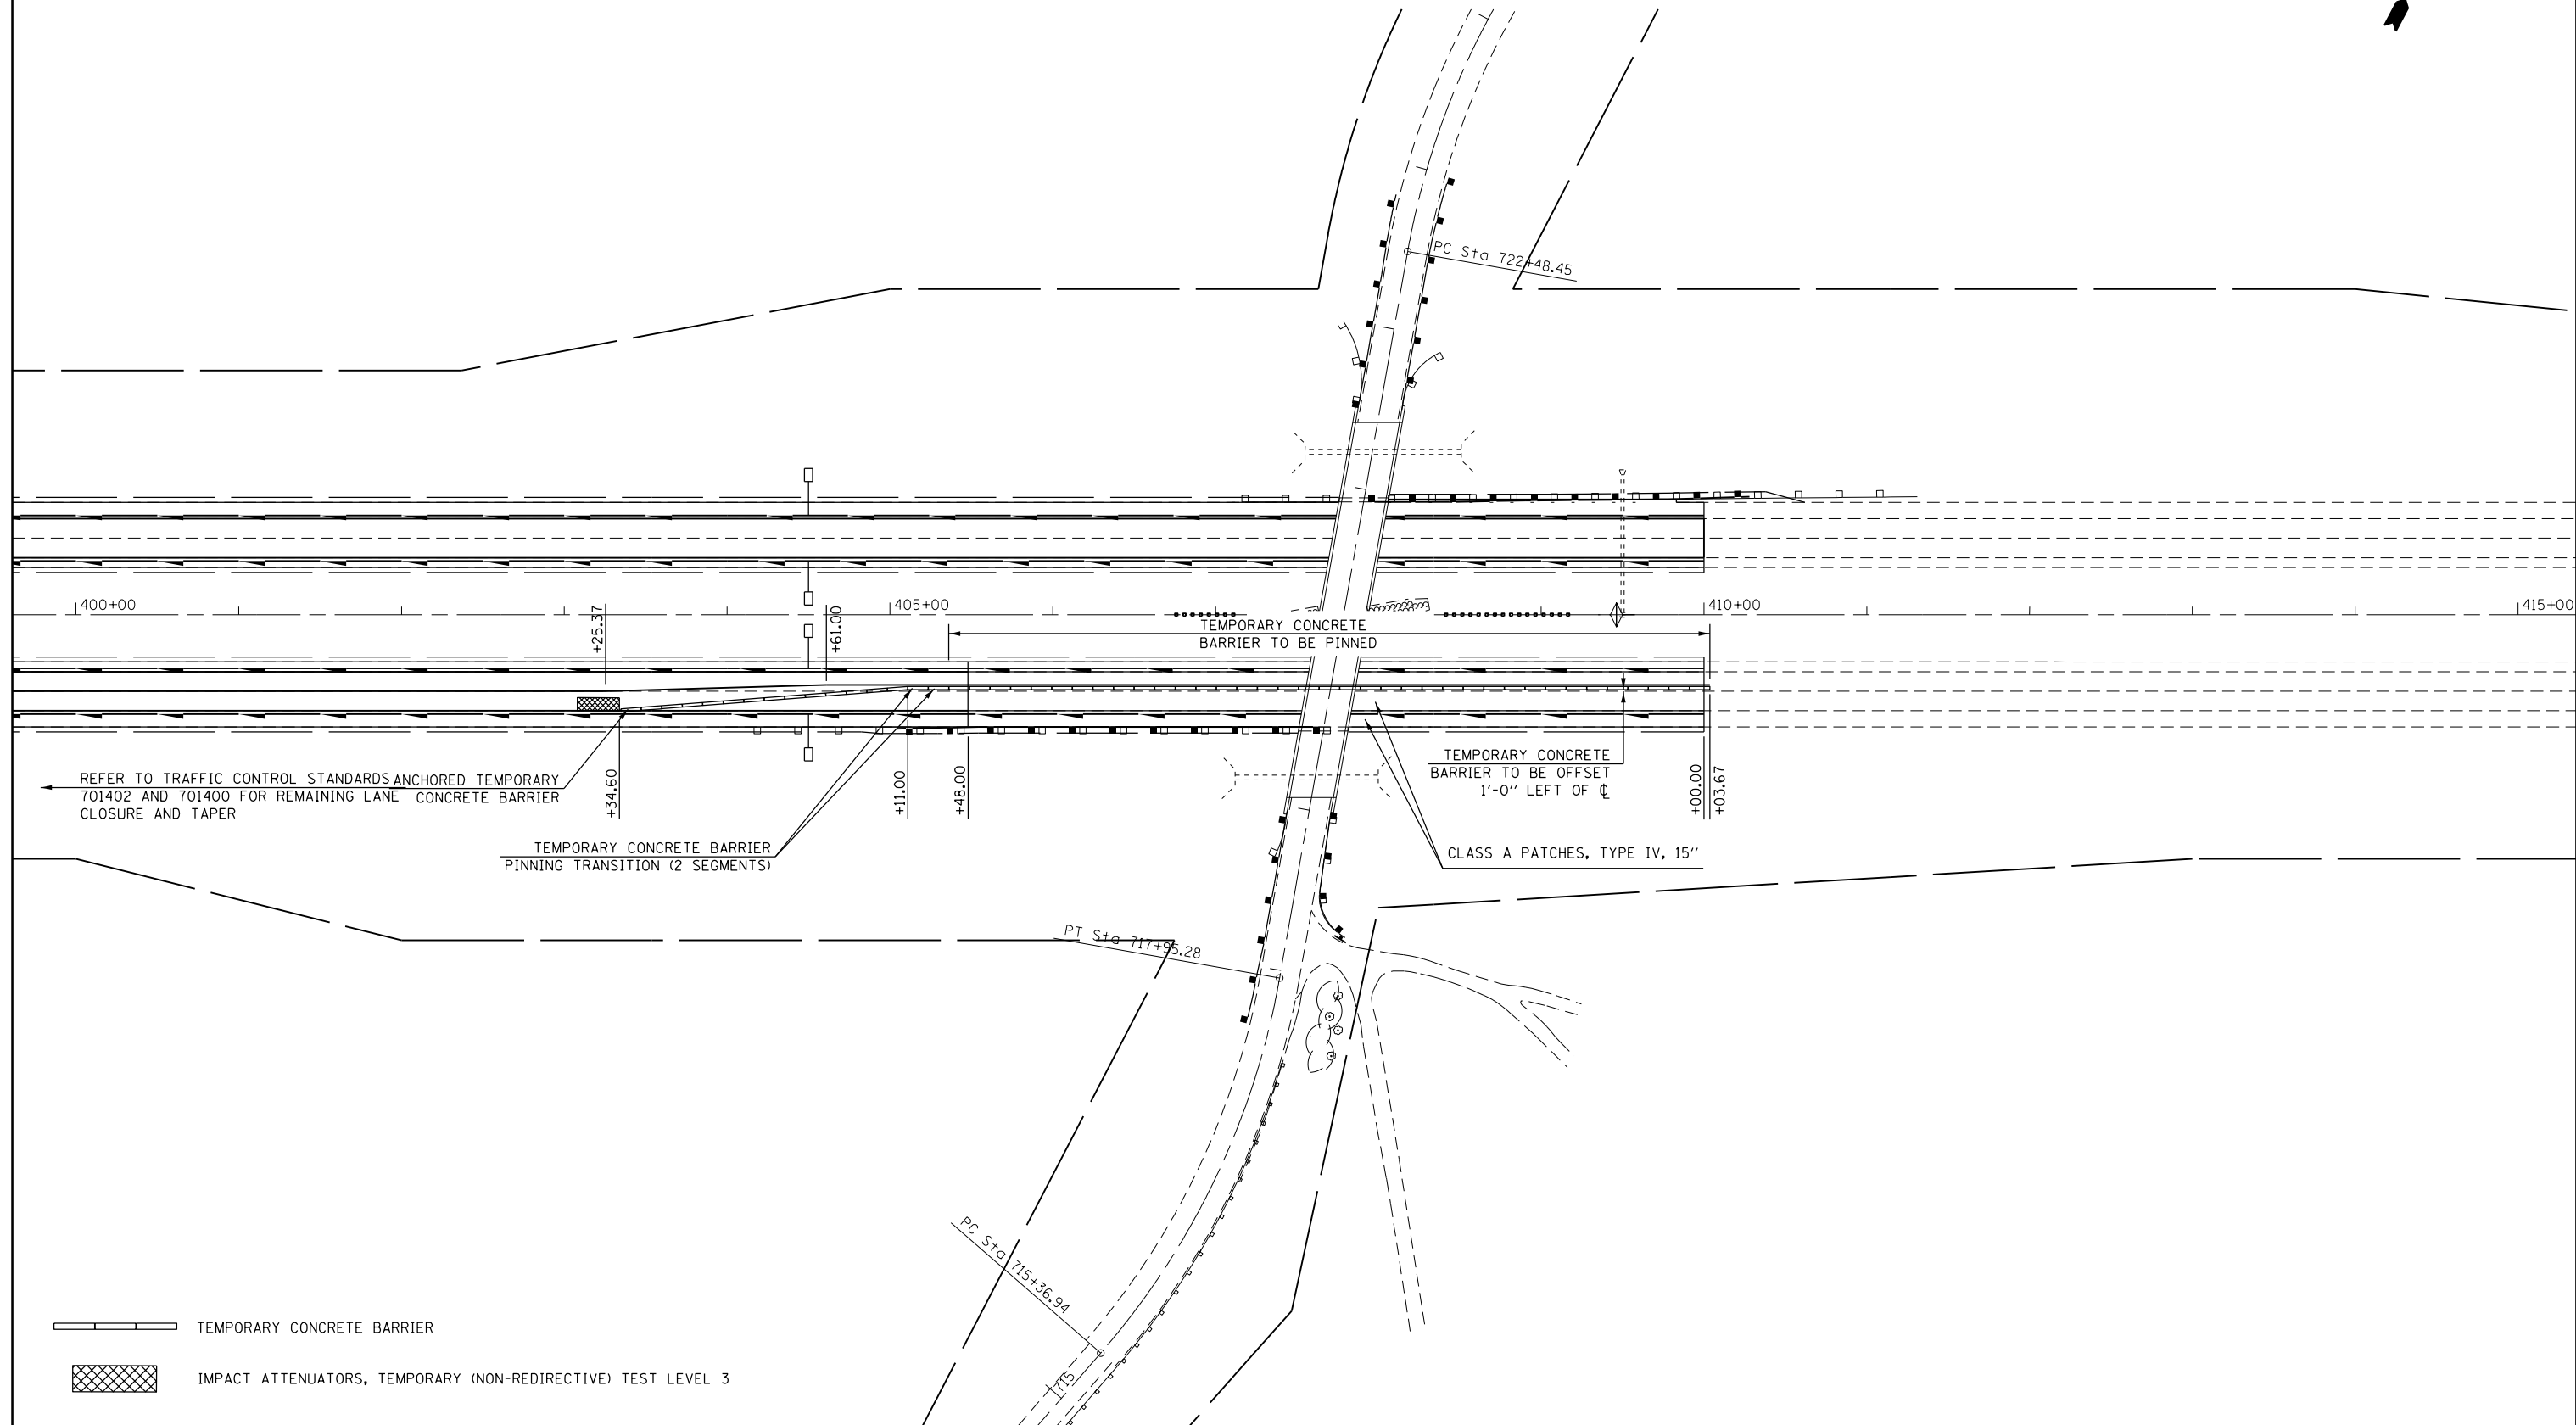 PC Sta 722+48.45
400+00
405+00
410+00
415+00
+25.37
+61.00
TEMPORARY CONCRETE
BARRIER TO BE PINNED
REFER TO TRAFFIC CONTROL STANDARDS
701402 AND 701400 FOR REMAINING LANE
CLOSURE AND TAPER
ANCHORED TEMPORARY
CONCRETE BARRIER
+34.60
+11.00
+48.00
TEMPORARY CONCRETE
BARRIER TO BE OFFSET
1'-0" LEFT OF ℄
+00.00
+03.67
TEMPORARY CONCRETE BARRIER
PINNING TRANSITION (2 SEGMENTS)
CLASS A PATCHES, TYPE IV, 15"
PT Sta 717+95.28
PC Sta 715+36.94
715
TEMPORARY CONCRETE BARRIER
IMPACT ATTENUATORS, TEMPORARY (NON-REDIRECTIVE) TEST LEVEL 3